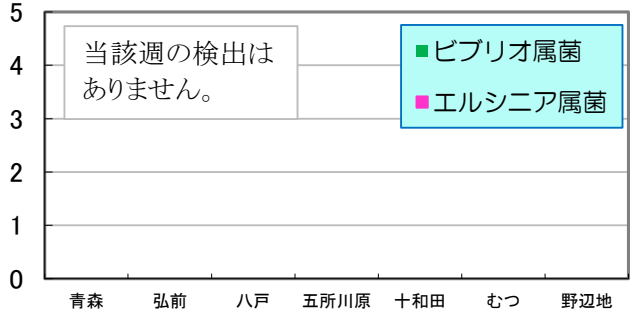 5
4
3
2
1
0
当該週の検出は
ありません。
■ビブリオ属菌
■エルシニア属菌
青森 弘前 八戸 五所川原 十和田 むつ 野辺地